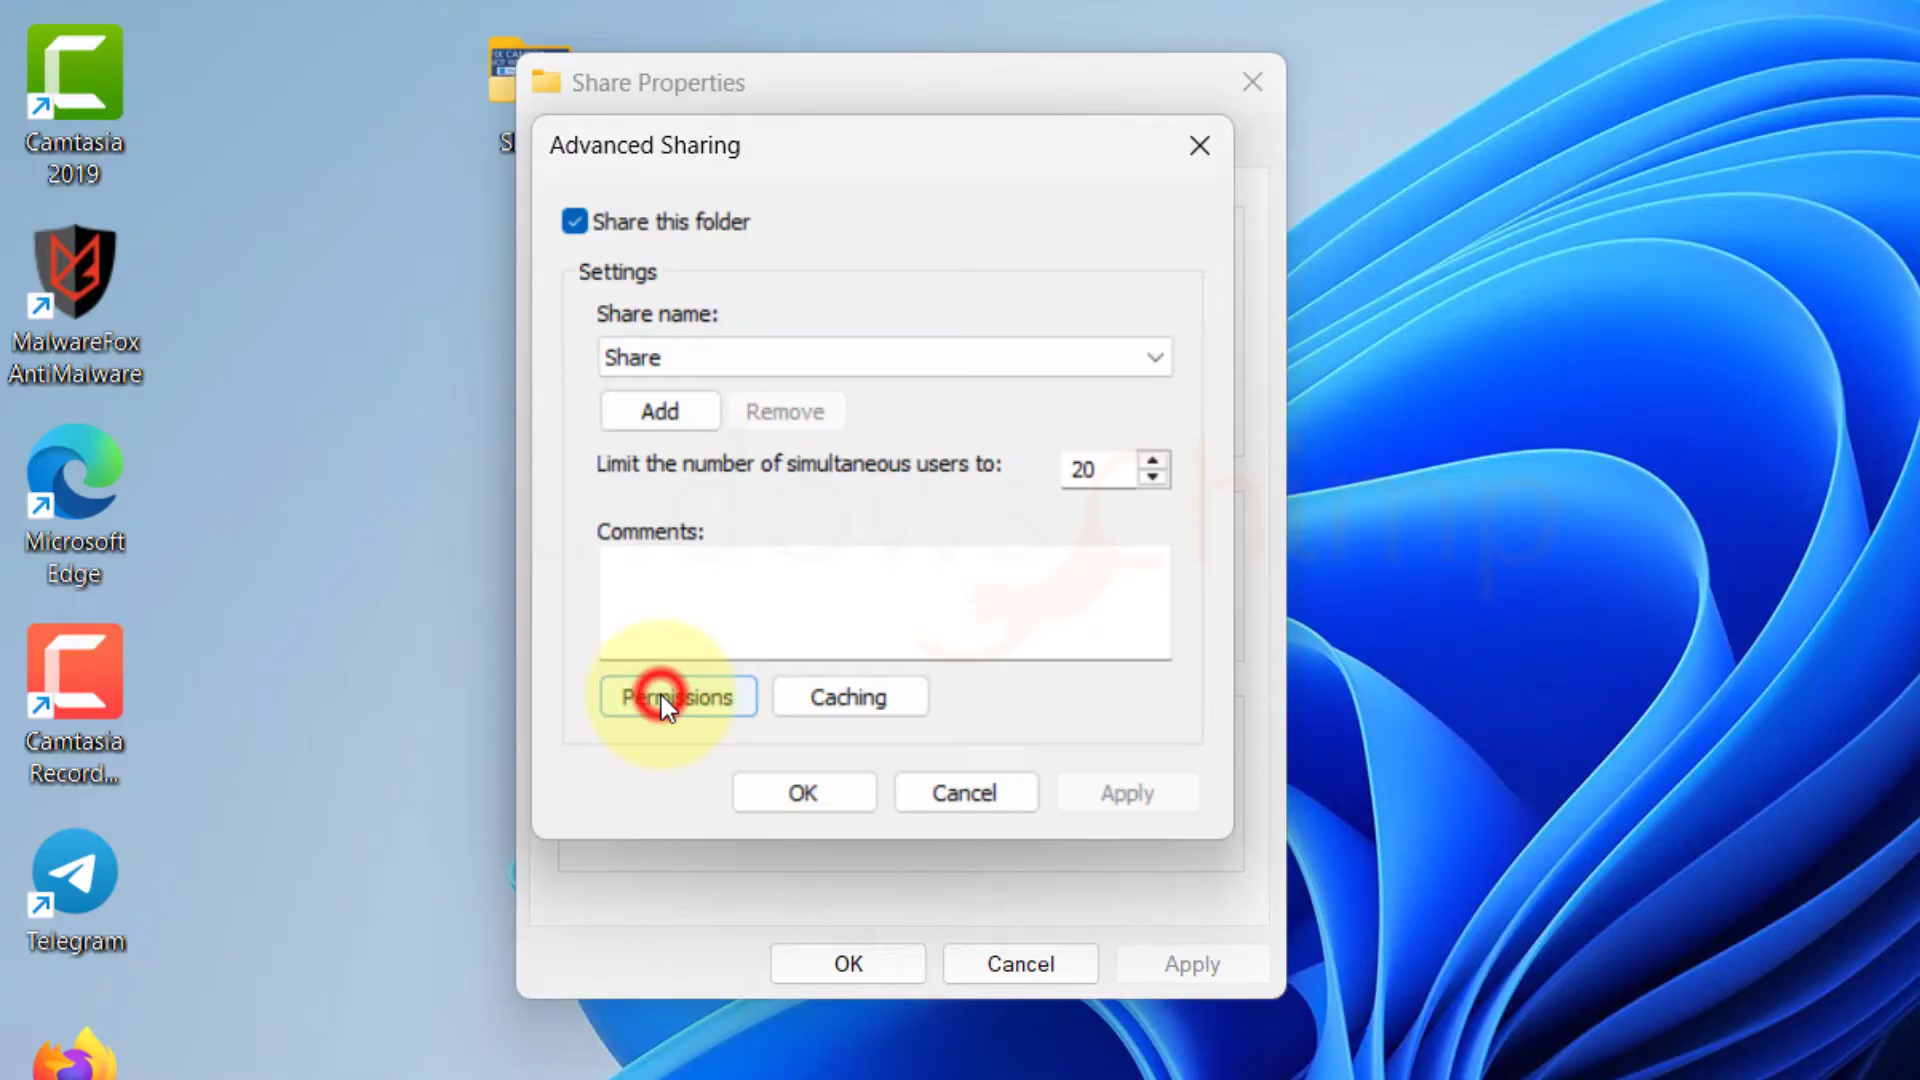 Camtasia
2019
MalwareFox
AntiMalware
Microsoft
Edge
Camtasia
Record...
Telegram
Share Properties
Advanced Sharing
Share this folder
Settings
Share name:
Share
Add
Remove
Limit the number of simultaneous users to:
20
Comments:
Permissions
Caching
OK
Cancel
Apply
OK
Cancel
Apply